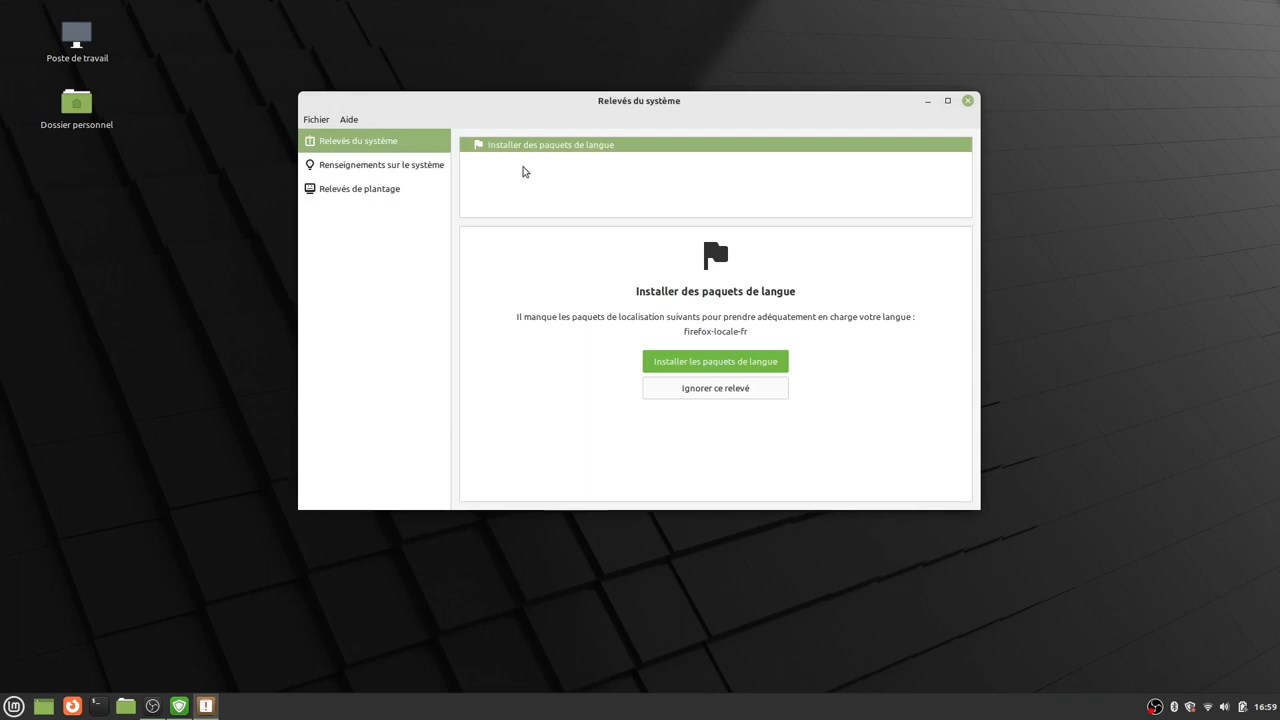 Poste de travail
Dossier personnel
Relevés du système
Fichier Aide
Relevés du système
Renseignements sur le système
Relevés de plantage
Installer des paquets de langue
Installer des paquets de langue
Il manque les paquets de localisation suivants pour prendre adéquatement en charge votre langue :
firefox-locale-fr
Installer les paquets de langue
Ignorer ce relevé
16:59